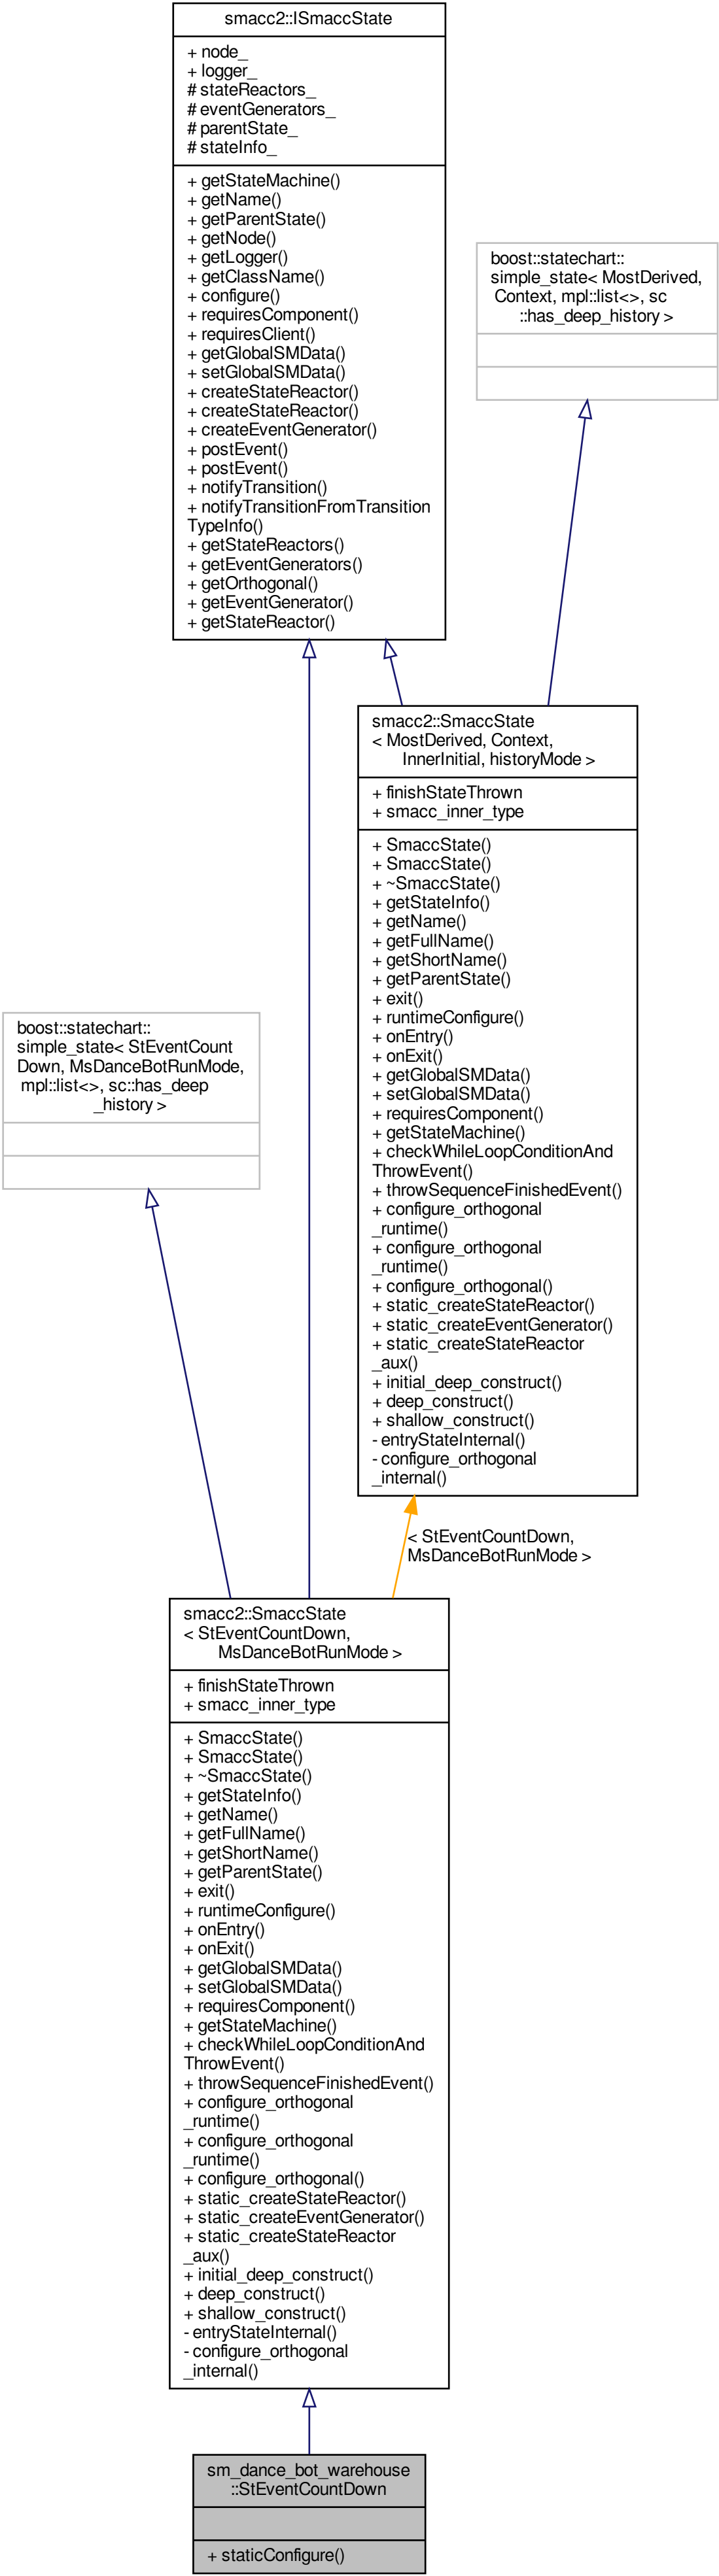 smacc2::ISmaccState
+ node_
+ logger_
# stateReactors_
# eventGenerators_
# parentState_
# stateInfo_
+ getStateMachine()
+ getName()
+ getParentState()
+ getNode()
+ getLogger()
+ getClassName()
+ configure()
+ requiresComponent()
+ requiresClient()
+ getGlobalSMData()
+ setGlobalSMData()
+ createStateReactor()
+ createStateReactor()
+ createEventGenerator()
+ postEvent()
+ postEvent()
+ notifyTransition()
+ notifyTransitionFromTransition
TypeInfo()
+ getStateReactors()
+ getEventGenerators()
+ getOrthogonal()
+ getEventGenerator()
+ getStateReactor()
boost::statechart::
simple_state< MostDerived,
Context, mpl::list<>, sc
::has_deep_history >
smacc2::SmaccState
< MostDerived, Context,
InnerInitial, historyMode >
+ finishStateThrown
+ smacc_inner_type
+ SmaccState()
+ SmaccState()
+ ~SmaccState()
+ getStateInfo()
+ getName()
+ getFullName()
+ getShortName()
+ getParentState()
+ exit()
+ runtimeConfigure()
+ onEntry()
+ onExit()
+ getGlobalSMData()
+ setGlobalSMData()
+ requiresComponent()
+ getStateMachine()
+ checkWhileLoopConditionAnd
ThrowEvent()
+ throwSequenceFinishedEvent()
+ configure_orthogonal
_runtime()
+ configure_orthogonal
_runtime()
+ configure_orthogonal()
+ static_createStateReactor()
+ static_createEventGenerator()
+ static_createStateReactor
_aux()
+ initial_deep_construct()
+ deep_construct()
+ shallow_construct()
- entryStateInternal()
- configure_orthogonal
_internal()
boost::statechart::
simple_state< StEventCount
Down, MsDanceBotRunMode,
mpl::list<>, sc::has_deep
_history >
< StEventCountDown,
MsDanceBotRunMode >
smacc2::SmaccState
< StEventCountDown,
MsDanceBotRunMode >
+ finishStateThrown
+ smacc_inner_type
+ SmaccState()
+ SmaccState()
+ ~SmaccState()
+ getStateInfo()
+ getName()
+ getFullName()
+ getShortName()
+ getParentState()
+ exit()
+ runtimeConfigure()
+ onEntry()
+ onExit()
+ getGlobalSMData()
+ setGlobalSMData()
+ requiresComponent()
+ getStateMachine()
+ checkWhileLoopConditionAnd
ThrowEvent()
+ throwSequenceFinishedEvent()
+ configure_orthogonal
_runtime()
+ configure_orthogonal
_runtime()
+ configure_orthogonal()
+ static_createStateReactor()
+ static_createEventGenerator()
+ static_createStateReactor
_aux()
+ initial_deep_construct()
+ deep_construct()
+ shallow_construct()
- entryStateInternal()
- configure_orthogonal
_internal()
sm_dance_bot_warehouse
::StEventCountDown
+ staticConfigure()